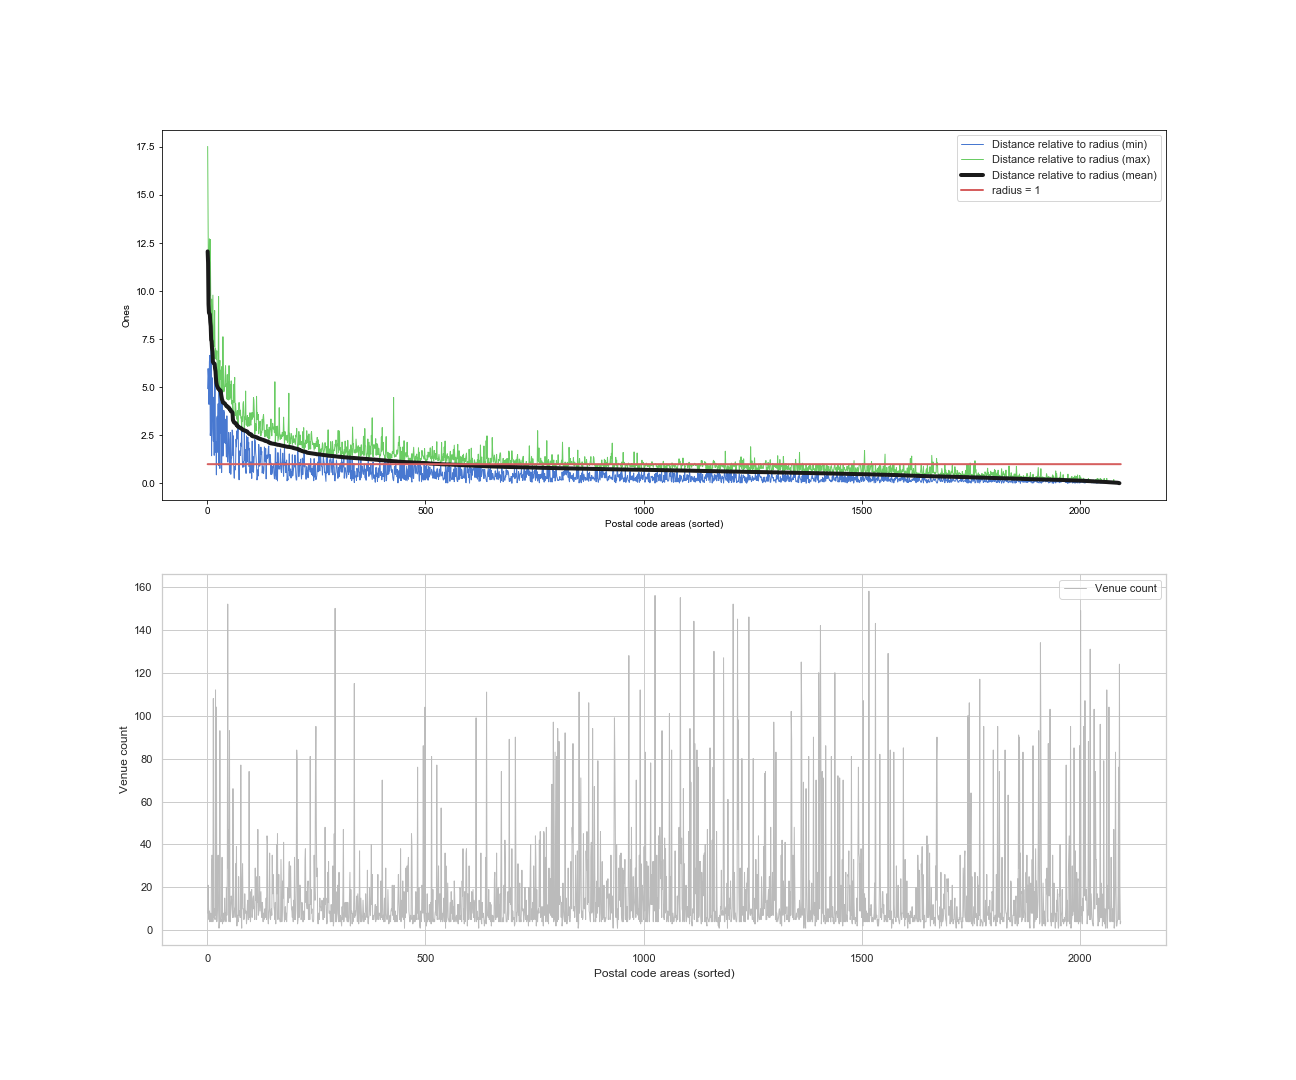 17.5
15.0
12.5
10.0
7.5
5.0
2.5
0.0
Ones
Distance relative to radius (min)
Distance relative to radius (max)
Distance relative to radius (mean)
radius = 1
0 500 1000 1500 2000
Postal code areas (sorted)
160
140
120
100
80
60
40
20
0
Venue count
Venue count
0 500 1000 1500 2000
Postal code areas (sorted)